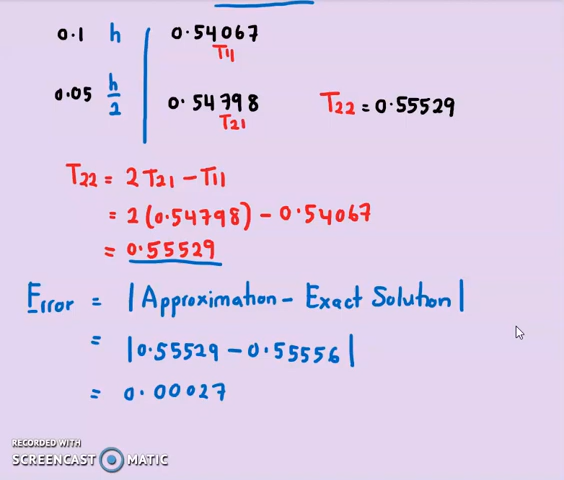 0.1 h 0.54067
T11
0.05 h/2 0.54798 T22 = 0.55529
T21
T22 = 2T21 - T11
= 2(0.54798) - 0.54067
= 0.55529
Error = |Approximation - Exact Solution|
= |0.55529 - 0.55556|
= 0.00027
RECORDED WITH
SCREENCAST MATIC